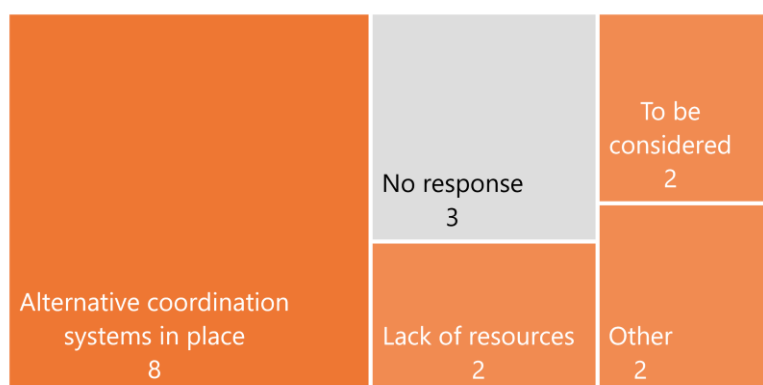 Alternative coordination
systems in place
8
No response
3
Lack of resources
2
To be
considered
2
Other
2